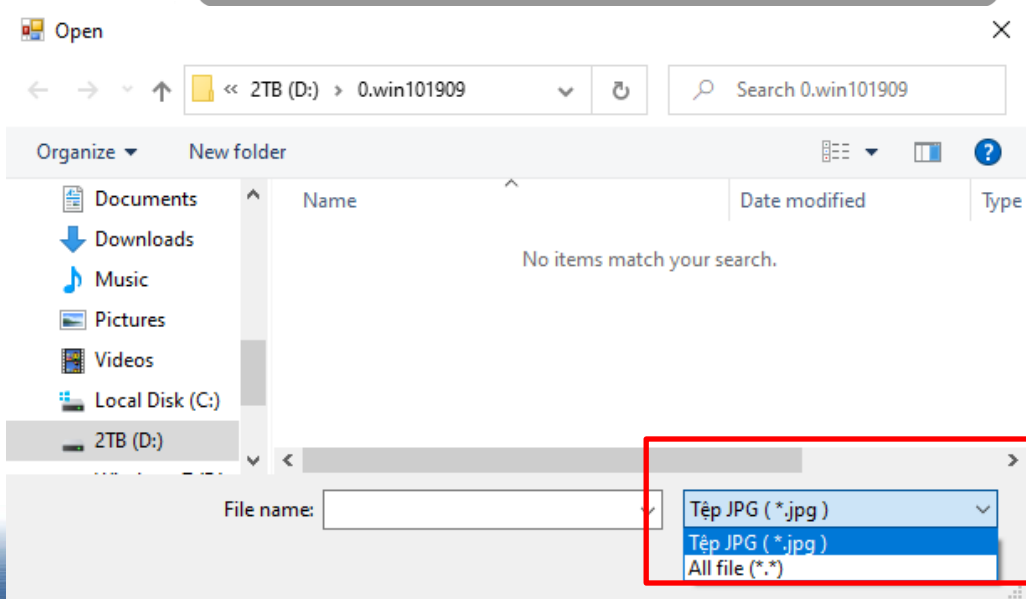 Open
« 2TB (D:) › 0.win101909
Search 0.win101909
Organize
New folder
Documents
Downloads
Music
Pictures
Videos
Local Disk (C:)
2TB (D:)
Name
Date modified
Type
No items match your search.
File name:
Tệp JPG ( *.jpg )
Tệp JPG ( *.jpg )
All file (*.*)